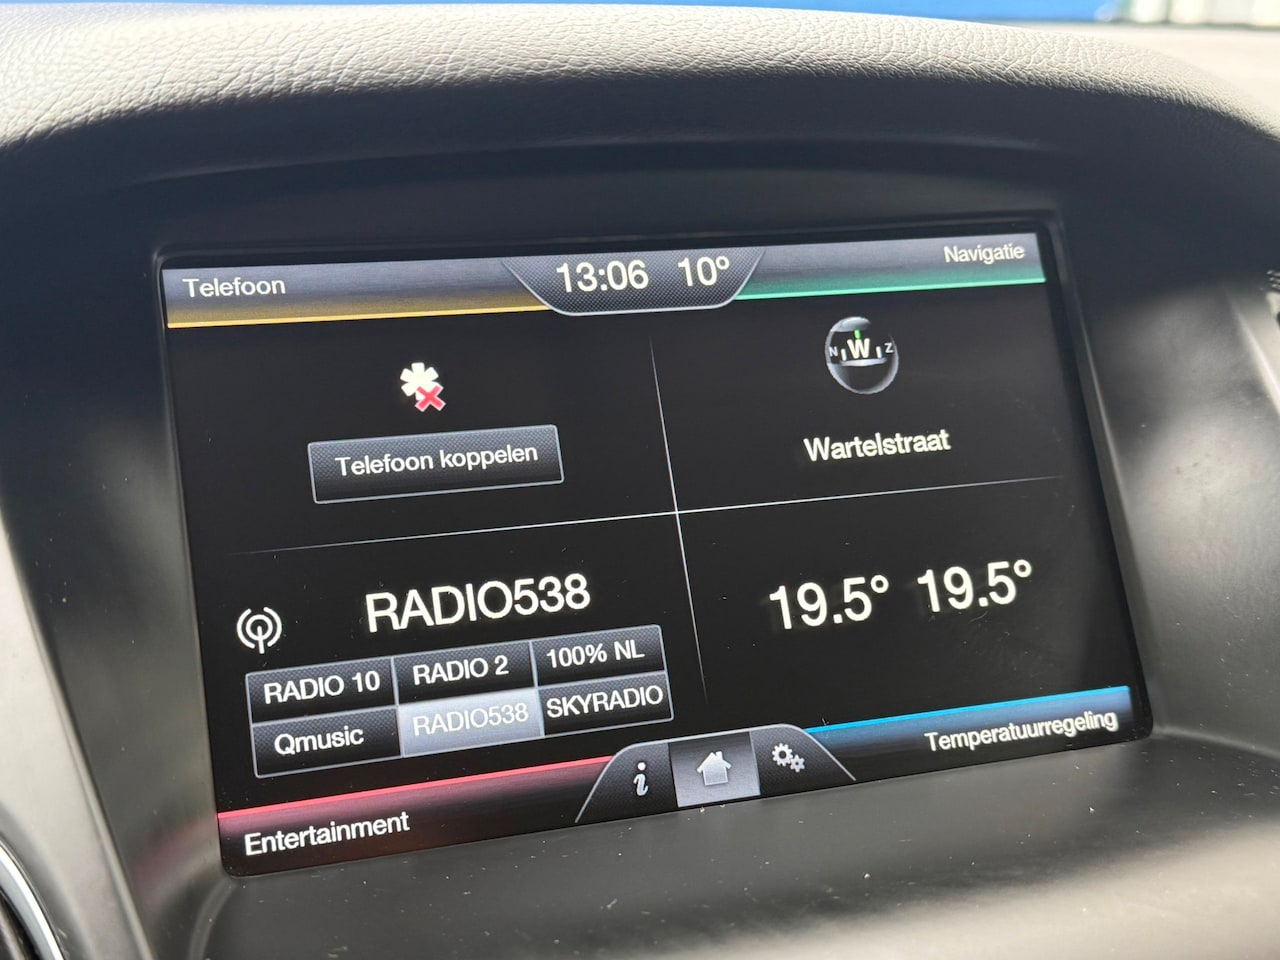 Telefoon
13:06 10°
Navigatie
N W Z
Telefoon koppelen
Wartelstraat
RADIO538
19.5° 19.5°
RADIO 10 RADIO 2 100% NL
Qmusic RADIO538 SKYRADIO
i
Entertainment
Temperatuurregeling